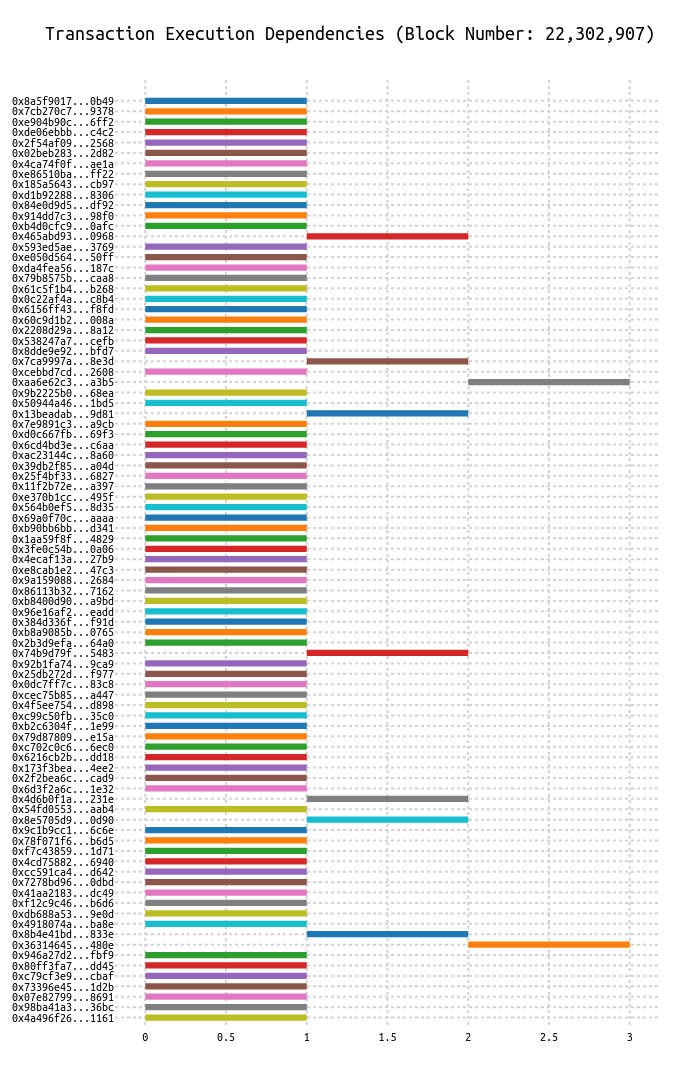 Transaction Execution Dependencies (Block Number: 22,302,907)
0x8a5f9017...0b49
0x7cb270c7...9378
0xe904b90c...6ff2
0xde06ebbb...c4c2
0x2f54af09...2568
0x02beb283...2d82
0x4ca74f0f...ae1a
0xe86510ba...ff22
0x185a5643...cb97
0xd1b92288...8306
0x84e0d9d5...df92
0x914dd7c3...98f0
0xb4d0cfc9...0afc
0x465abd93...0968
0x593ed5ae...3769
0xe050d564...50ff
0xda4fea56...187c
0x79b8575b...caa8
0x61c5f1b4...b268
0x0c22af4a...c8b4
0x6156ff43...f8fd
0x60c9d1b2...008a
0x2208d29a...8a12
0x538247a7...cefb
0x8dde9e92...bfd7
0x7ca9997a...8e3d
0xcebbd7cd...2608
0xaa6e62c3...a3b5
0x9b2225b0...68ea
0x50944a46...1bd5
0x13beadab...9d81
0x7e9891c3...a9cb
0xd0c667fb...69f3
0x6cd4bd3e...c6aa
0xac23144c...8a60
0x39db2f85...a04d
0x25f4bf33...6827
0x11f2b72e...a397
0xe370b1cc...495f
0x564b0ef5...8d35
0x69a0f70c...aaaa
0xb90bb6bb...d341
0x1aa59f8f...4829
0x3fe0c54b...0a06
0x4ecaf13a...27b9
0xe8cab1e2...47c3
0x9a159088...2684
0x86113b32...7162
0xb8400d90...a9bd
0x96e16af2...eadd
0x384d336f...f91d
0xb8a9085b...0765
0x2b3d9efa...64a0
0x74b9d79f...5483
0x92b1fa74...9ca9
0x25db272d...f977
0x0dc7ff7c...83c8
0xcec75b85...a447
0x4f5ee754...d898
0xc99c50fb...35c0
0xb2c6304f...1e99
0x79d87809...e15a
0xc702c0c6...6ec0
0x6216cb2b...dd18
0x173f3bea...4ee2
0x2f2bea6c...cad9
0x6d3f2a6c...1e32
0x4d6b0f1a...231e
0x54fd0553...aab4
0x8e5705d9...0d90
0x9c1b9cc1...6c6e
0x78f071f6...b6d5
0xf7c43859...1d71
0x4cd75882...6940
0xcc591ca4...d642
0x7278bd96...0dbd
0x41aa2183...dc49
0xf12c9c46...b6d6
0xdb688a53...9e0d
0x4918074a...ba8e
0x8b4e41bd...833e
0x36314645...480e
0x946a27d2...fbf9
0x80ff3fa7...dd45
0xc79cf3e9...cbaf
0x73396e45...1d2b
0x07e82799...8691
0x98ba41a3...36bc
0x4a496f26...1161
0 0.5 1 1.5 2 2.5 3